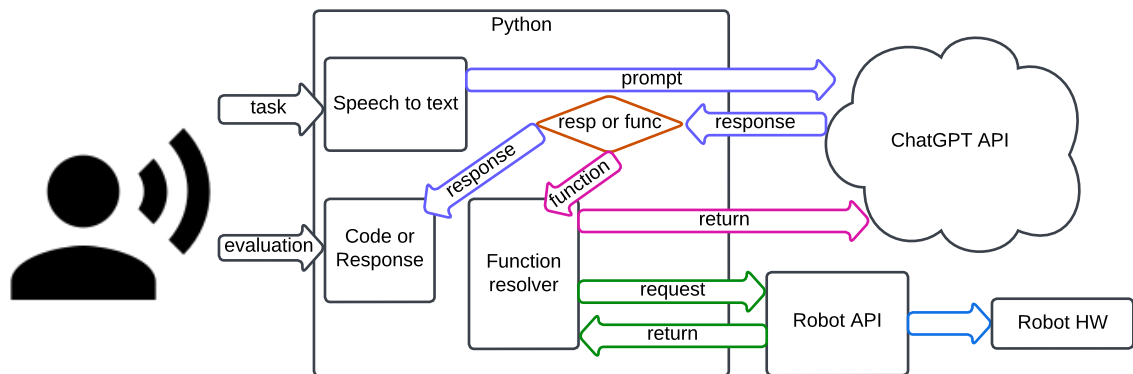 Python
prompt
task
Speech to text
resp or func
response
ChatGPT API
response
function
return
evaluation
Code or
Response
Function
resolver
request
Robot API
Robot HW
return